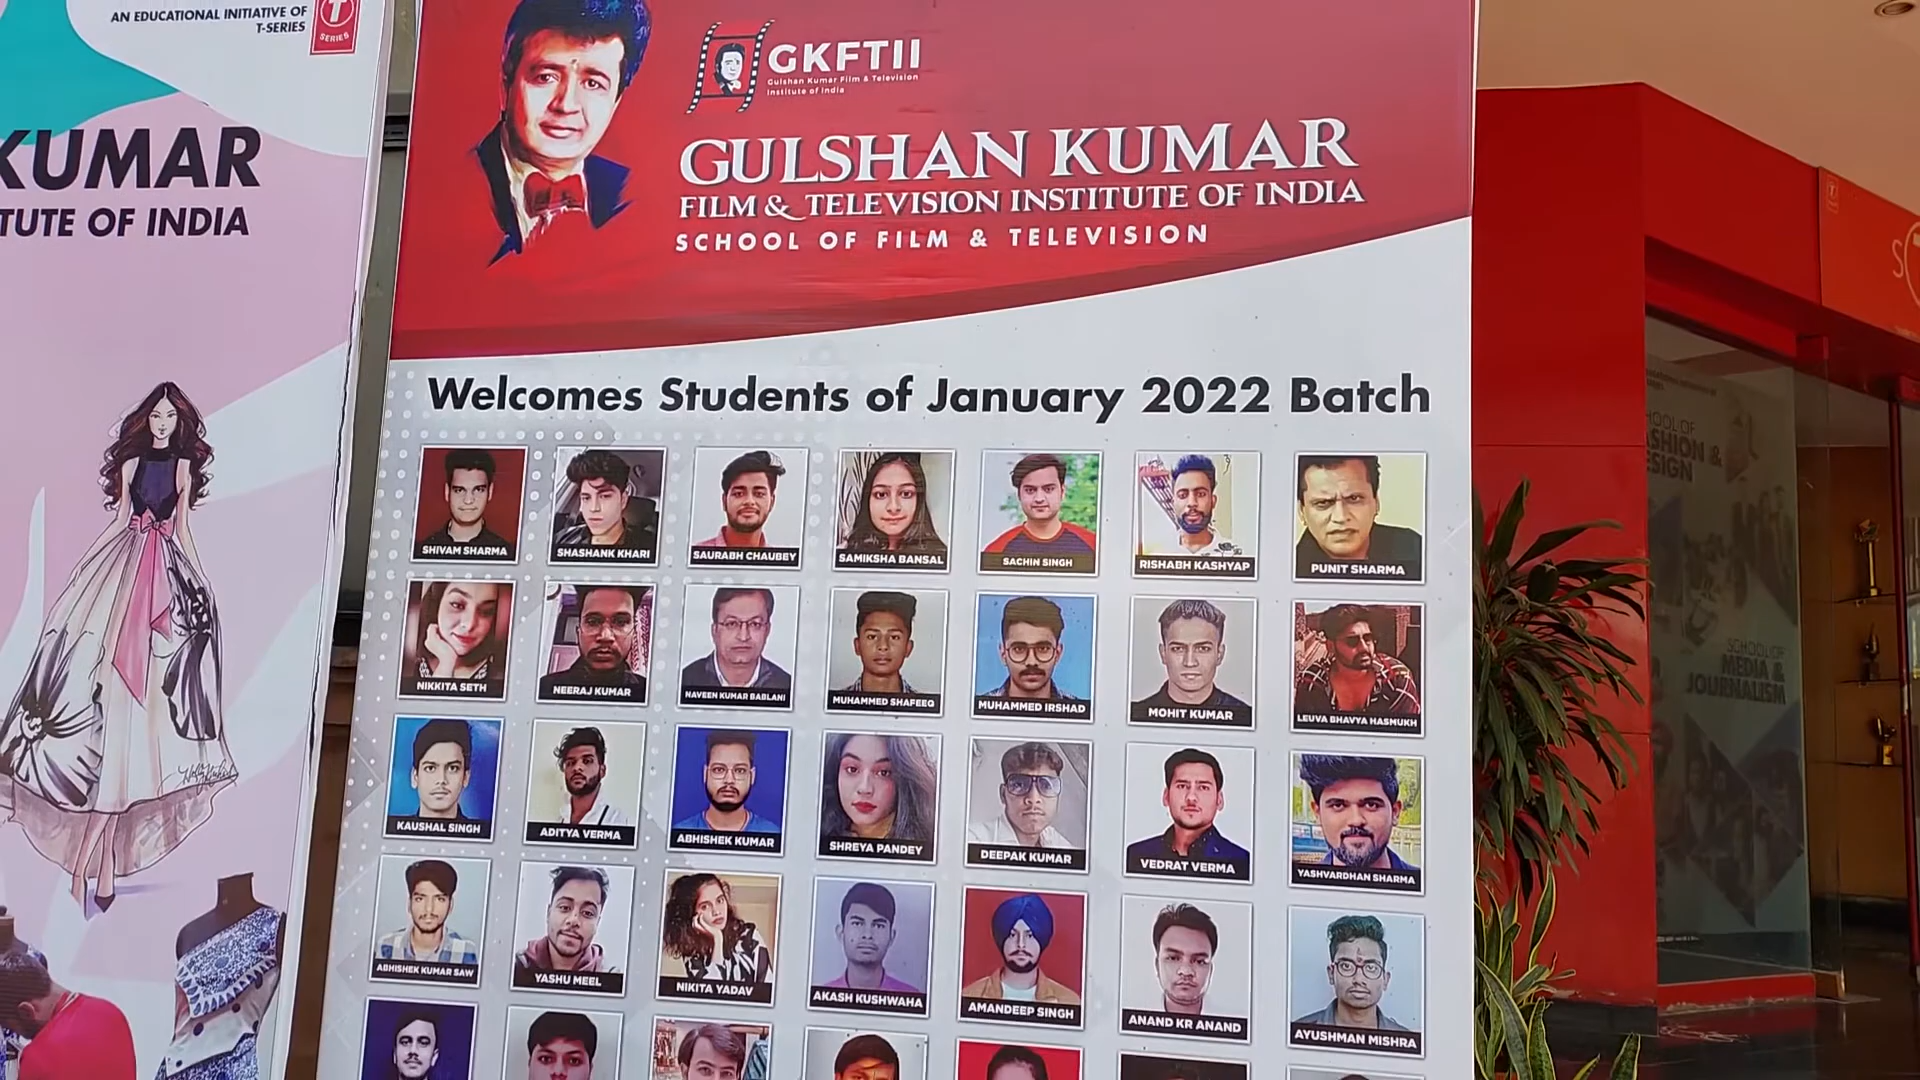 AN EDUCATIONAL INITIATIVE OF
T-SERIES
T
SERIES
KUMAR
TUTE OF INDIA
GKFTII
Gulshan Kumar Film & Television
Institute of India
GULSHAN KUMAR
FILM & TELEVISION INSTITUTE OF INDIA
SCHOOL OF FILM & TELEVISION
Welcomes Students of January 2022 Batch
SHIVAM SHARMA
SHASHANK KHARI
SAURABH CHAUBEY
SAMIKSHA BANSAL
SACHIN SINGH
RISHABH KASHYAP
PUNIT SHARMA
NIKKITA SETH
NEERAJ KUMAR
NAVEEN KUMAR BABLANI
MUHAMMED SHAFEEQ
MUHAMMED IRSHAD
MOHIT KUMAR
LEUVA BHAVYA HASMUKH
KAUSHAL SINGH
ADITYA VERMA
ABHISHEK KUMAR
SHREYA PANDEY
DEEPAK KUMAR
VEDRAT VERMA
YASHVARDHAN SHARMA
ABHISHEK KUMAR SAW
YASHU MEEL
NIKITA YADAV
AKASH KUSHWAHA
AMANDEEP SINGH
ANAND KR ANAND
AYUSHMAN MISHRA
HOOL OF
ASHION &
ESIGN
SCHOOL OF
MEDIA &
JOURNALISM